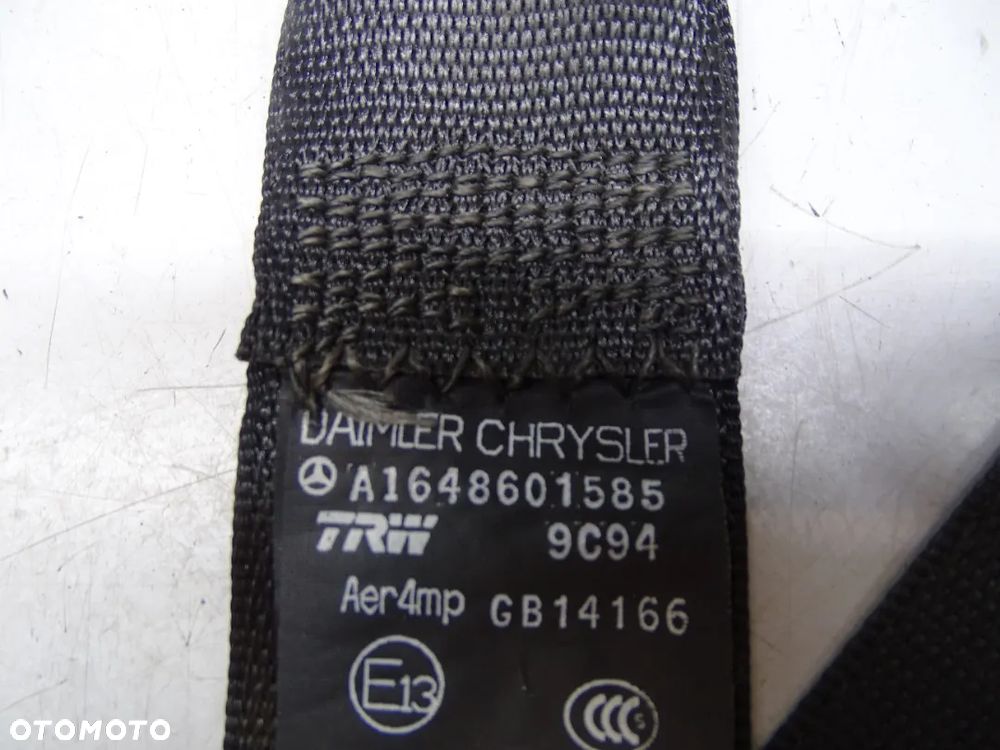 DAIMLER CHRYSLER
A1648601585
TRW 9C94
Aer4mp GB14166
E13 CCC S
OTOMOTO